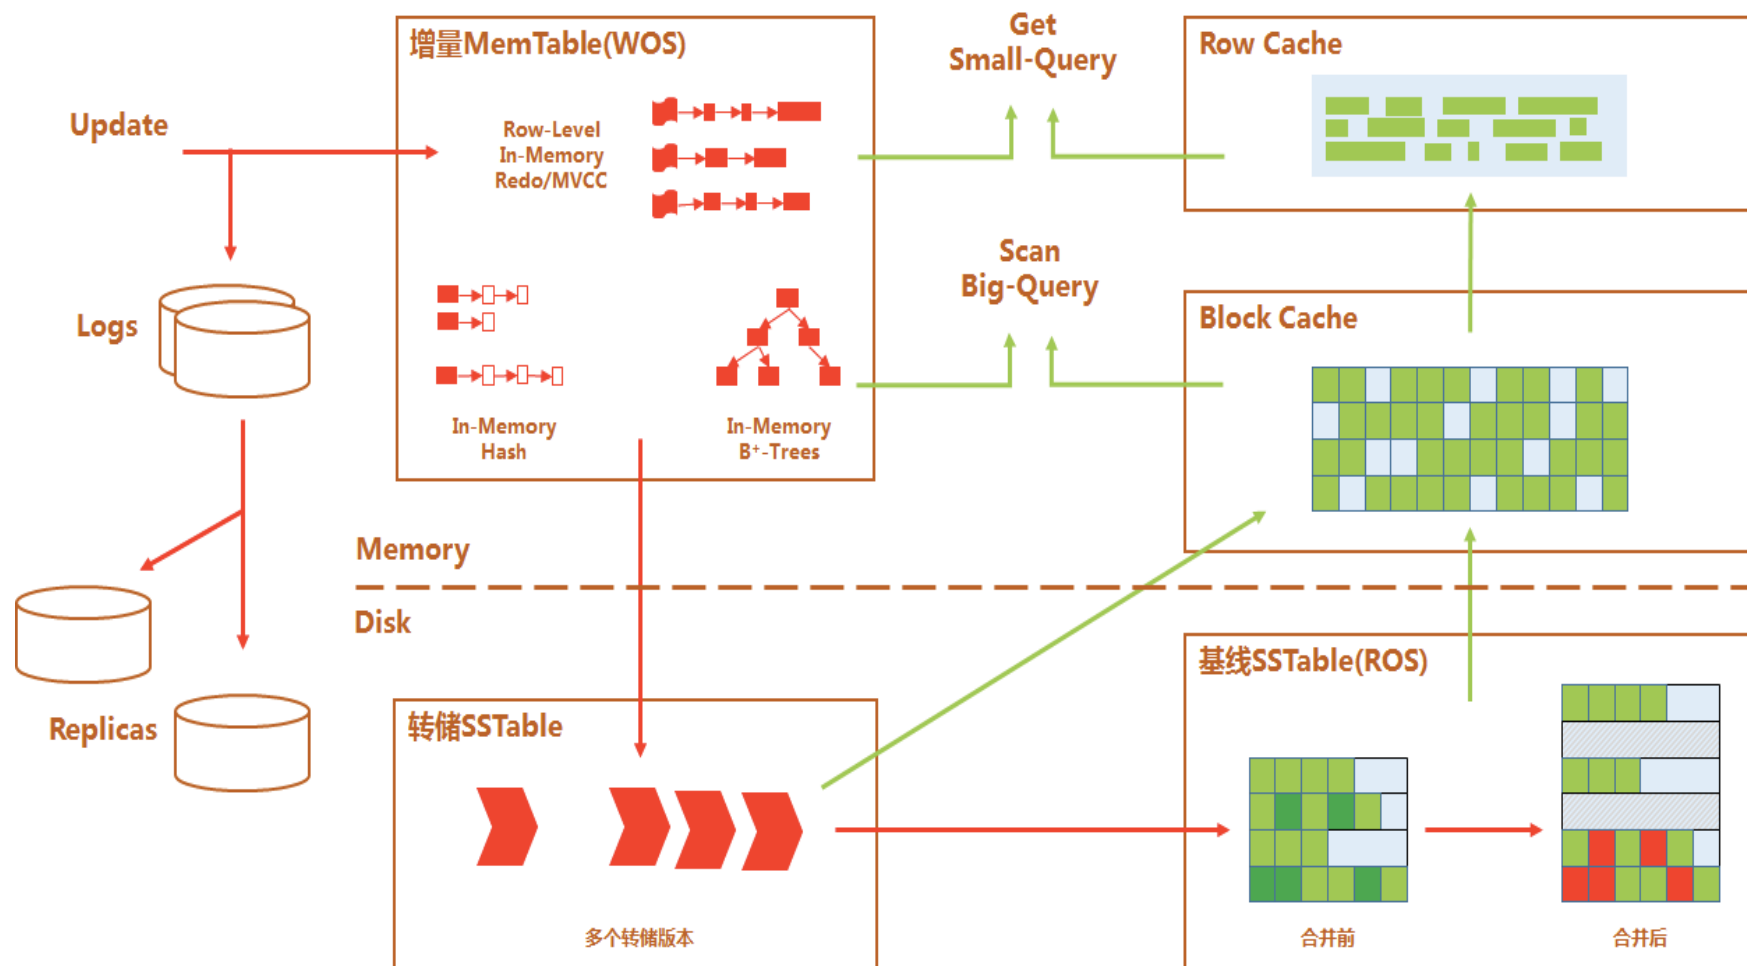 增量MemTable(WOS)
Get
Small-Query
Row Cache
Update
Row-Level
In-Memory
Redo/MVCC
Scan
Big-Query
Block Cache
Logs
In-Memory
Hash
In-Memory
B⁺-Trees
Memory
Disk
基线SSTable(ROS)
转储SSTable
Replicas
多个转储版本
合并前
合并后